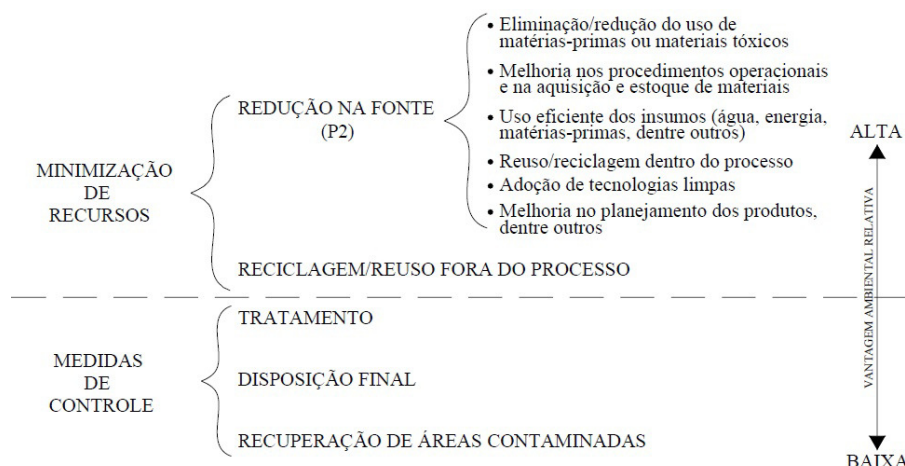 • Eliminação/redução do uso de
matérias-primas ou materiais tóxicos
• Melhoria nos procedimentos operacionais
e na aquisição e estoque de materiais
REDUÇÃO NA FONTE
(P2)
• Uso eficiente dos insumos (água, energia,
matérias-primas, dentre outros)
• Reuso/reciclagem dentro do processo
• Adoção de tecnologias limpas
• Melhoria no planejamento dos produtos,
dentre outros
MINIMIZAÇÃO
DE
RECURSOS
RECICLAGEM/REUSO FORA DO PROCESSO
TRATAMENTO
MEDIDAS
DE
CONTROLE
DISPOSIÇÃO FINAL
RECUPERAÇÃO DE ÁREAS CONTAMINADAS
ALTA
VANTAGEM AMBIENTAL RELATIVA
BAIXA